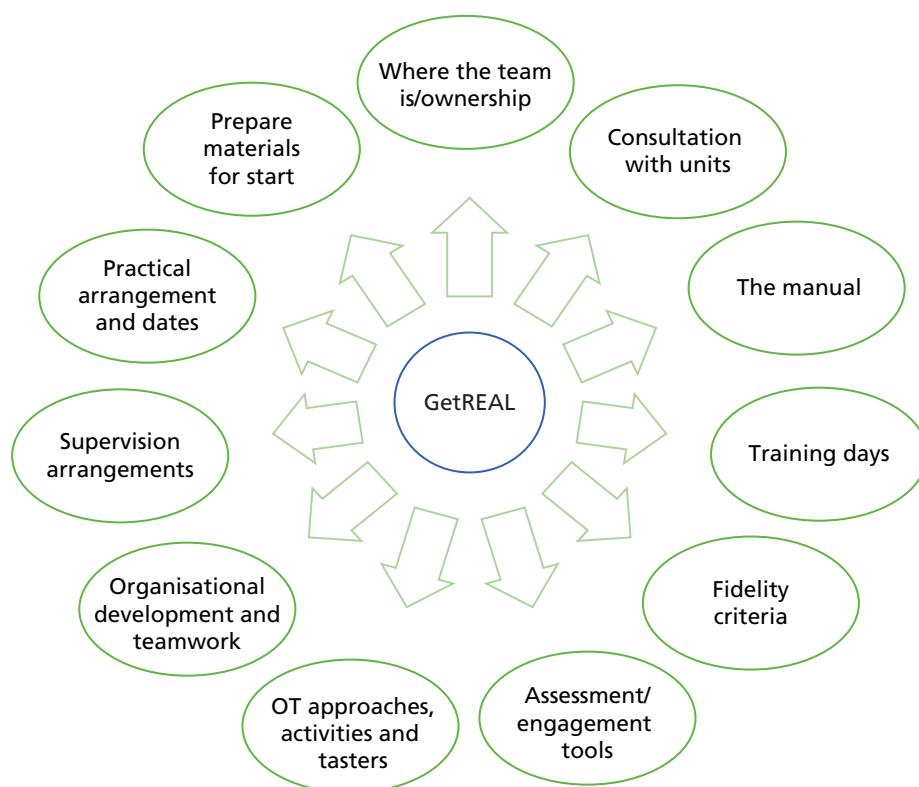 Where the team
is/ownership
Consultation
with units
The manual
Training days
Fidelity
criteria
Assessment/
engagement
tools
OT approaches,
activities and
tasters
Organisational
development and
teamwork
Supervision
arrangements
Practical
arrangement
and dates
Prepare
materials
for start
GetREAL